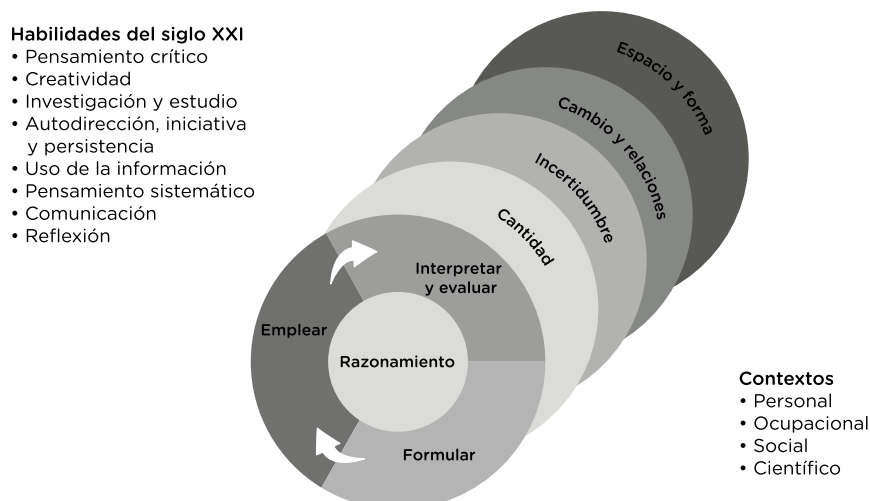 Habilidades del siglo XXI
• Pensamiento crítico
• Creatividad
• Investigación y estudio
• Autodirección, iniciativa
y persistencia
• Uso de la información
• Pensamiento sistemático
• Comunicación
• Reflexión
Espacio y forma
Cambio y relaciones
Incertidumbre
Cantidad
Interpretar
y evaluar
Emplear
Razonamiento
Formular
Contextos
• Personal
• Ocupacional
• Social
• Científico